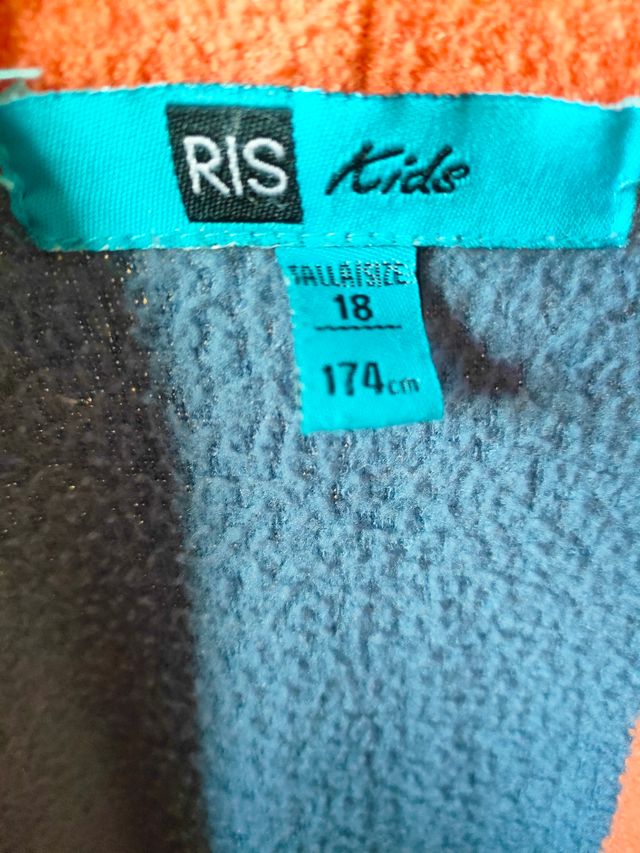 RIS Kids
TALLA/SIZE
18
174cm